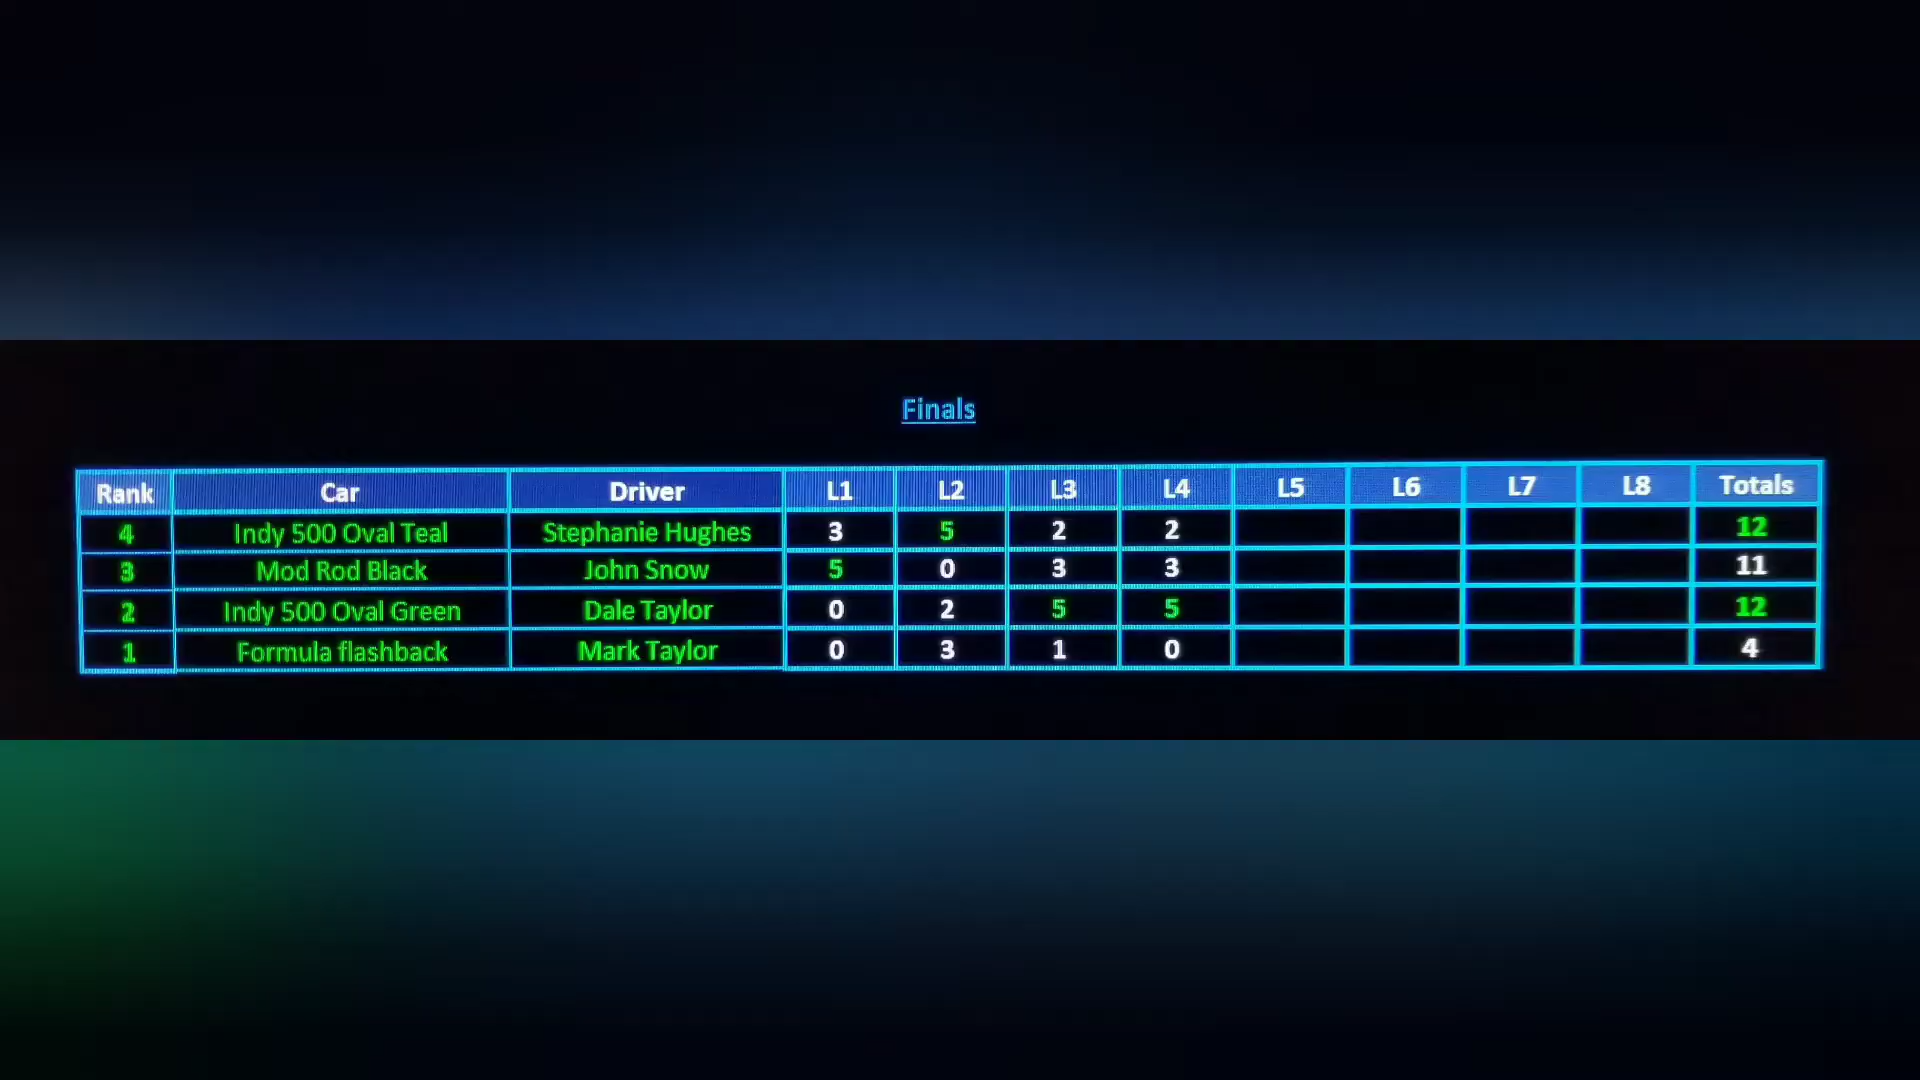 Finals
Rank Car Driver L1 L2 L3 L4 L5 L6 L7 L8 Totals
4 Indy 500 Oval Teal Stephanie Hughes 3 5 2 2 12
3 Mod Rod Black John Snow 5 0 3 3 11
2 Indy 500 Oval Green Dale Taylor 0 2 5 5 12
1 Formula flashback Mark Taylor 0 3 1 0 4